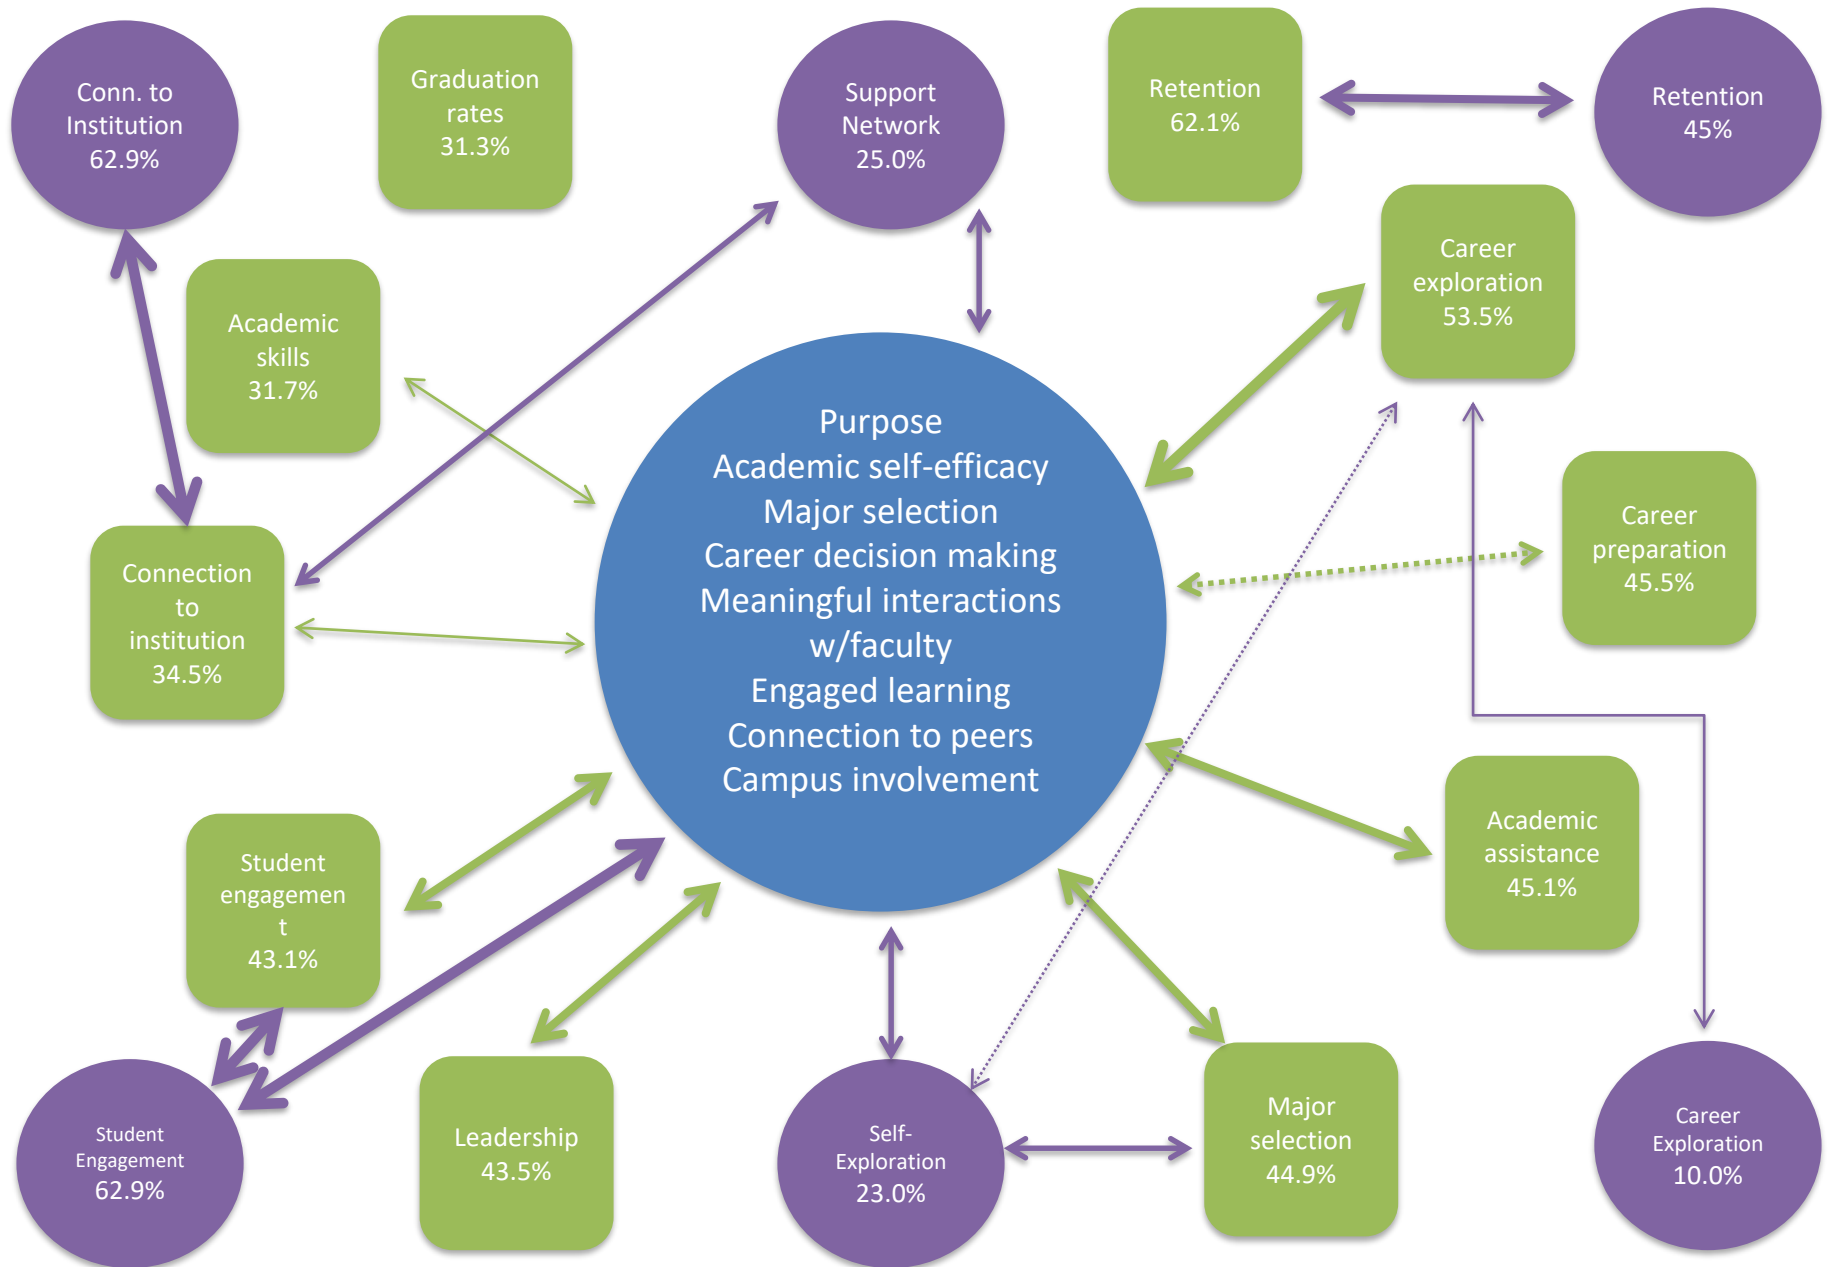 Conn. to
Institution
62.9%
Graduation
rates
31.3%
Support
Network
25.0%
Retention
62.1%
Retention
45%
Career
exploration
53.5%
Academic
skills
31.7%
Purpose
Academic self-efficacy
Major selection
Career decision making
Meaningful interactions
w/faculty
Engaged learning
Connection to peers
Campus involvement
Career
preparation
45.5%
Connection
to
institution
34.5%
Academic
assistance
45.1%
Student
engagemen
t
43.1%
Student
Engagement
62.9%
Leadership
43.5%
Self-
Exploration
23.0%
Major
selection
44.9%
Career
Exploration
10.0%